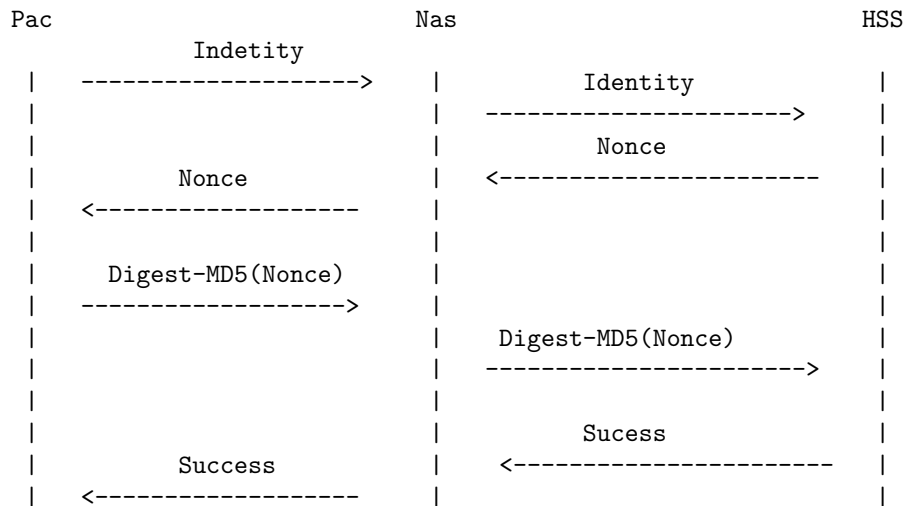 Pac Nas HSS
Indetity
Identity
Nonce
Nonce
Digest-MD5(Nonce)
Digest-MD5(Nonce)
Sucess
Success